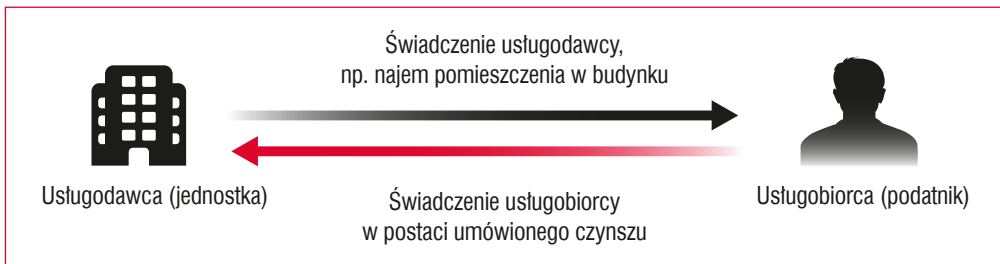 Świadczenie usługodawcy,
np. najem pomieszczenia w budynku
Usługodawca (jednostka)
Usługobiorca (podatnik)
Świadczenie usługobiorcy
w postaci umówionego czynszu